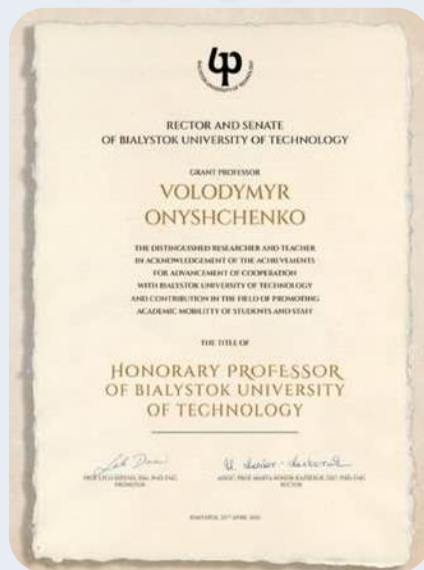 RECTOR AND SENATE
OF BIALYSTOK UNIVERSITY OF TECHNOLOGY
GRANT PROFESSOR
VOLODYMYR
ONYSHCHENKO
THE DISTINGUISHED RESEARCHER AND TEACHER
IN ACKNOWLEDGEMENT OF THE ACHIEVEMENTS
FOR ADVANCEMENT OF COOPERATION
WITH BIALYSTOK UNIVERSITY OF TECHNOLOGY
AND CONTRIBUTION IN THE FIELD OF PROMOTING
ACADEMIC MOBILITY OF STUDENTS AND STAFF
THE TITLE OF
HONORARY PROFESSOR
OF BIALYSTOK UNIVERSITY
OF TECHNOLOGY
PROMOTOR
RECTOR